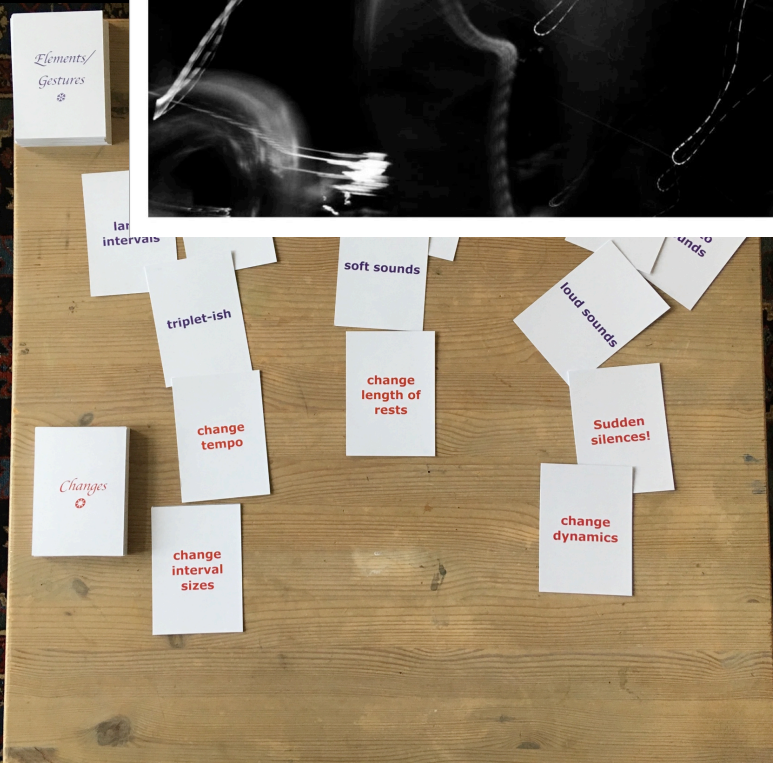 Elements/
Gestures
intervals
triplet-ish
soft sounds
loud sounds
change
tempo
change
length of
rests
Sudden
silences!
Changes
change
interval
sizes
change
dynamics